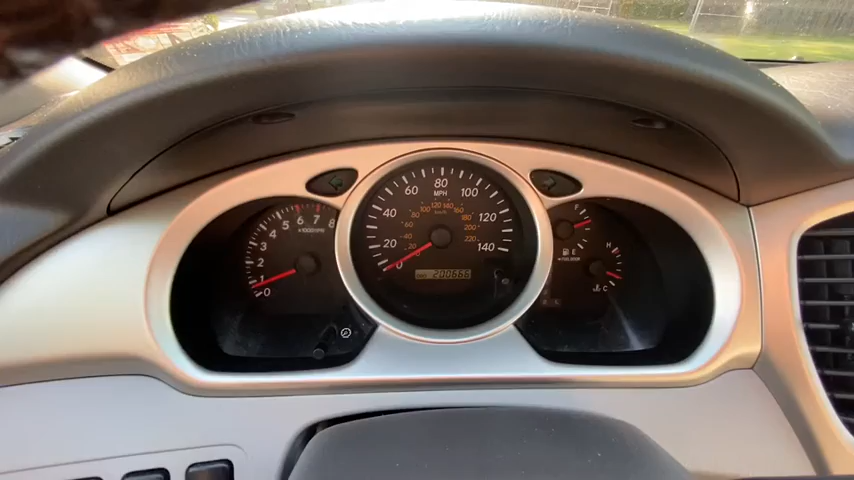 0 1 2 3 4 5 6 7 8
x1000r/min
0 20 40 60 80 100 120 140
MPH
20 40 60 80 100 120 140 160 180 200 220
km/h
ODO 200666
F
E
H
C